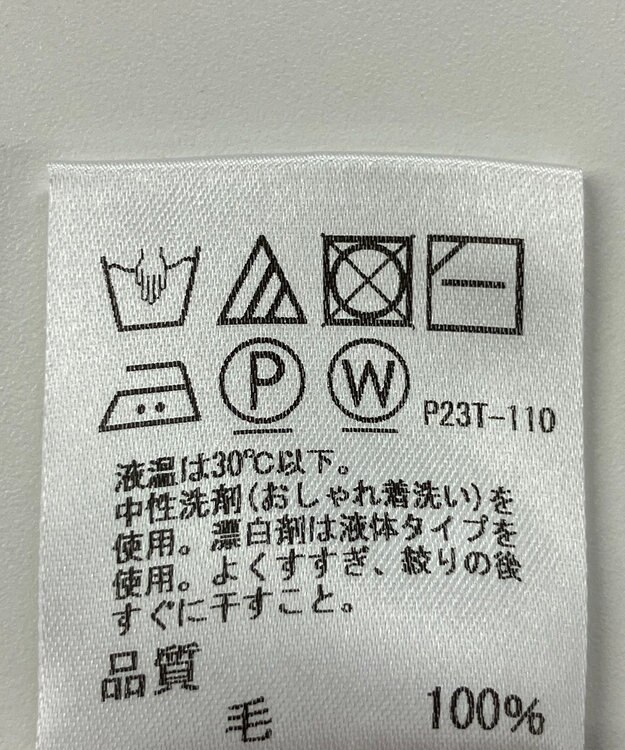 P
W
P23T-110
液温は30℃以下。
中性洗剤(おしゃれ着洗い)を
使用。漂白剤は液体タイプを
使用。よくすすぎ、絞りの後
すぐに干すこと。
品質
毛 100%